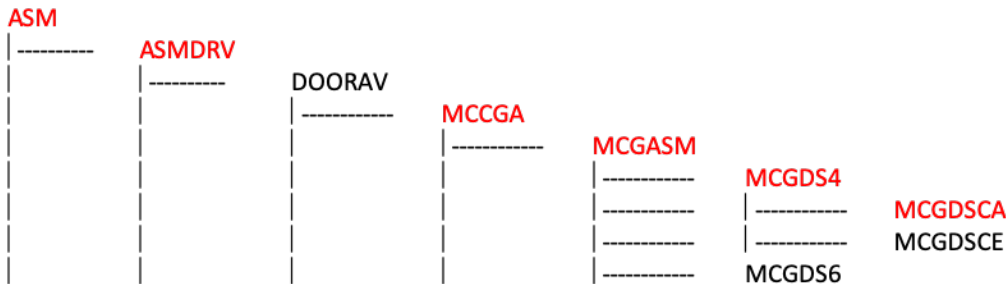 ASM
| ---------- ASMDRV
| | ---------- DOORAV
| | | ------------ MCCGA
| | | | ------------ MCGASM
| | | | | ------------ MCGDS4
| | | | | ------------ | ------------ MCGDSCA
| | | | | ------------ | ------------ MCGDSCE
| | | | | ------------ MCGDS6